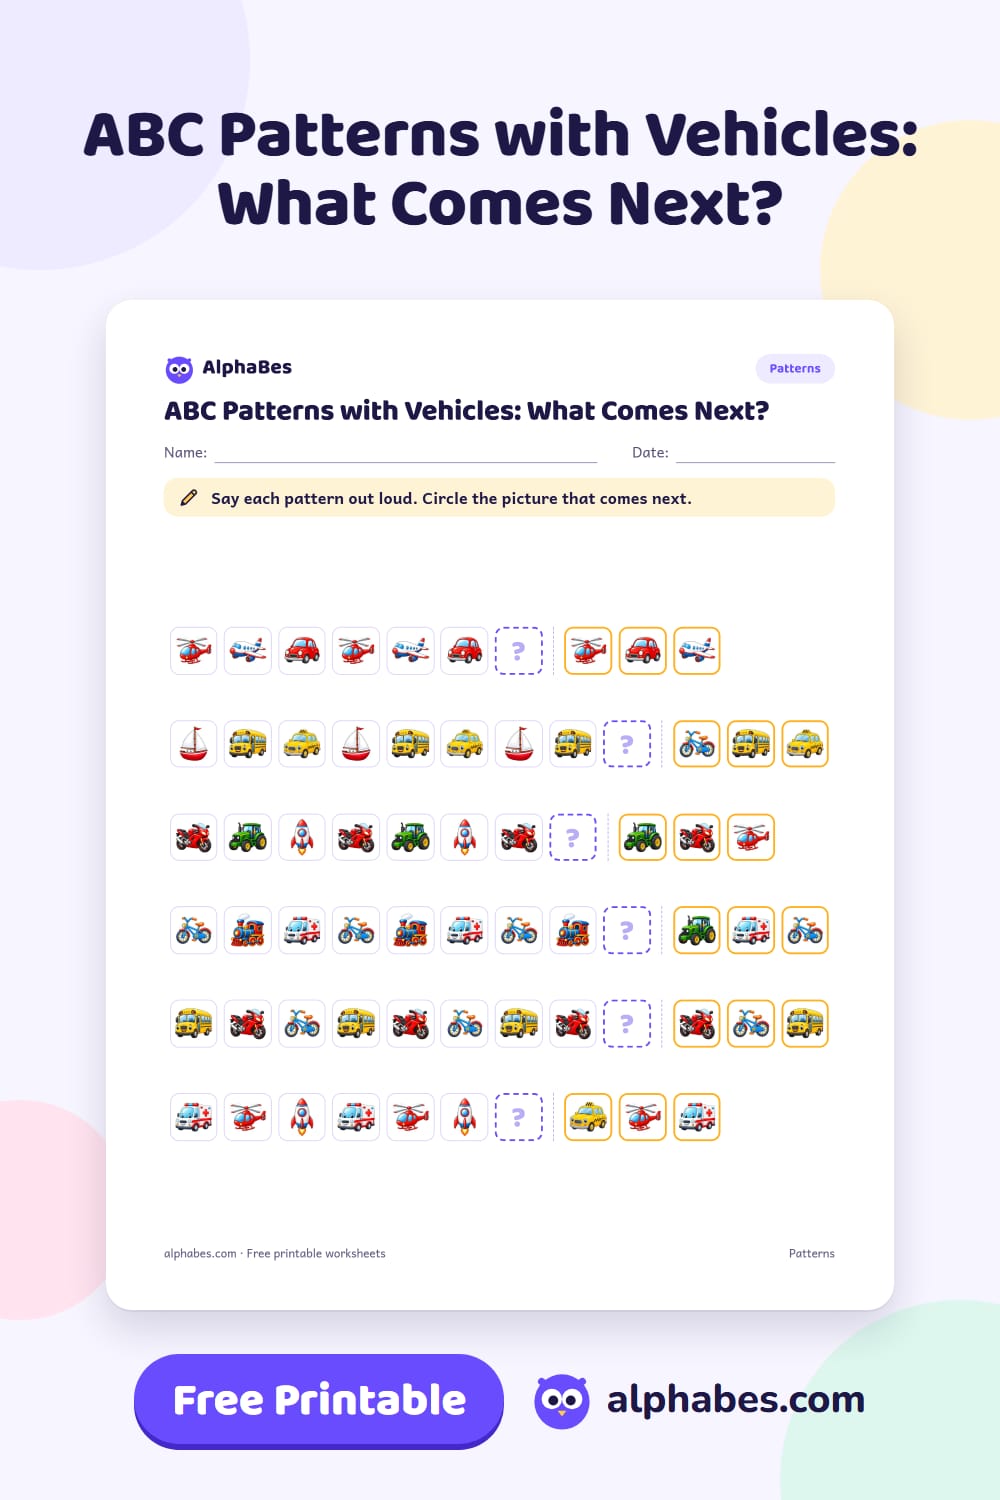 ABC Patterns with Vehicles:
What Comes Next?
AlphaBes
Patterns
ABC Patterns with Vehicles: What Comes Next?
Name:
Date:
Say each pattern out loud. Circle the picture that comes next.
?
?
?
?
?
?
alphabes.com · Free printable worksheets
Patterns
Free Printable
alphabes.com